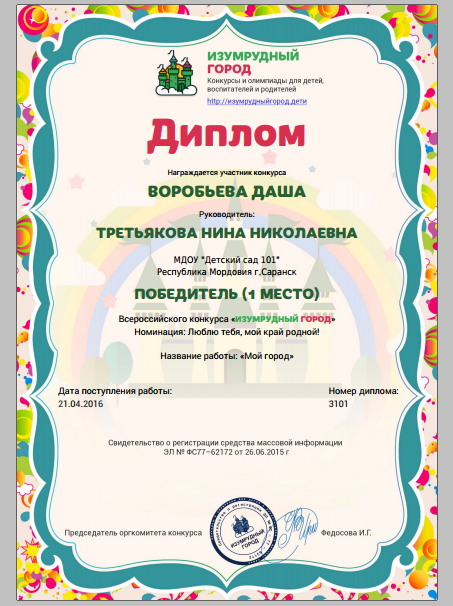 ИЗУМРУДНЫЙ
ГОРОД
Конкурсы и олимпиады для детей,
воспитателей и родителей
http://изумрудныйгород.дети
Диплом
Награждается участник конкурса
ВОРОБЬЕВА ДАША
Руководитель:
ТРЕТЬЯКОВА НИНА НИКОЛАЕВНА
МДОУ "Детский сад 101"
Республика Мордовия г.Саранск
ПОБЕДИТЕЛЬ (1 МЕСТО)
Всероссийского конкурса «ИЗУМРУДНЫЙ ГОРОД»
Номинация: Люблю тебя, мой край родной!
Название работы: «Мой город»
Дата поступления работы:
21.04.2016
Номер диплома:
3101
Свидетельство о регистрации средства массовой информации
ЭЛ № ФС77–62172 от 26.06.2015 г
Председатель оргкомитета конкурса
ИЗУМРУДНЫЙ
ГОРОД
Федосова И.Г.